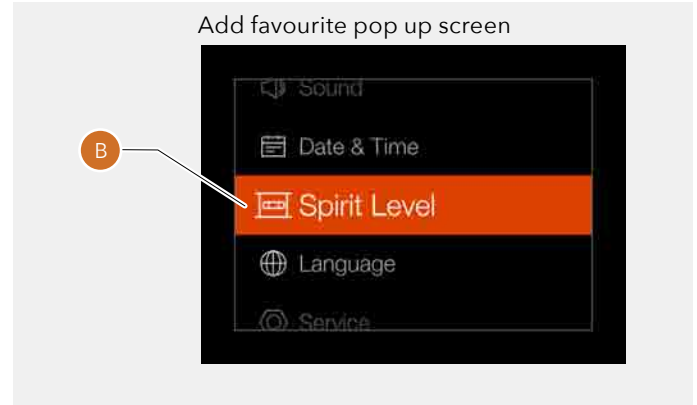 Add favourite pop up screen
Sound
Date & Time
B
Spirit Level
Language
Service